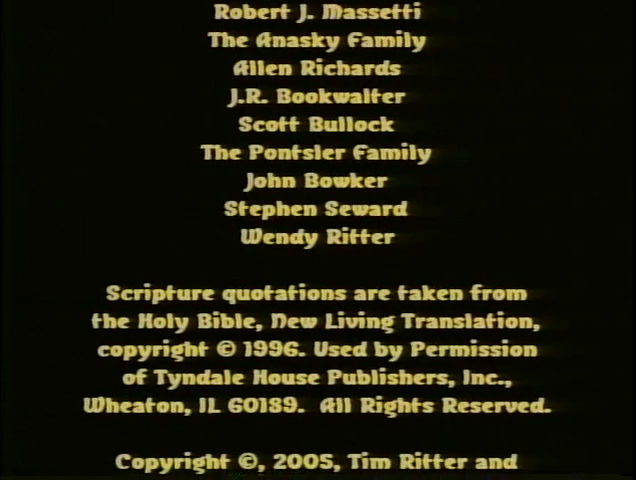 Robert J. Massetti
The Anasky Family
Allen Richards
J.R. Bookwalter
Scott Bullock
The Pontsler Family
John Bowker
Stephen Seward
Wendy Ritter
Scripture quotations are taken from
the Holy Bible, New Living Translation,
copyright © 1996. Used by Permission
of Tyndale House Publishers, Inc.,
Wheaton, IL 60189. All Rights Reserved.
Copyright ©, 2005, Tim Ritter and